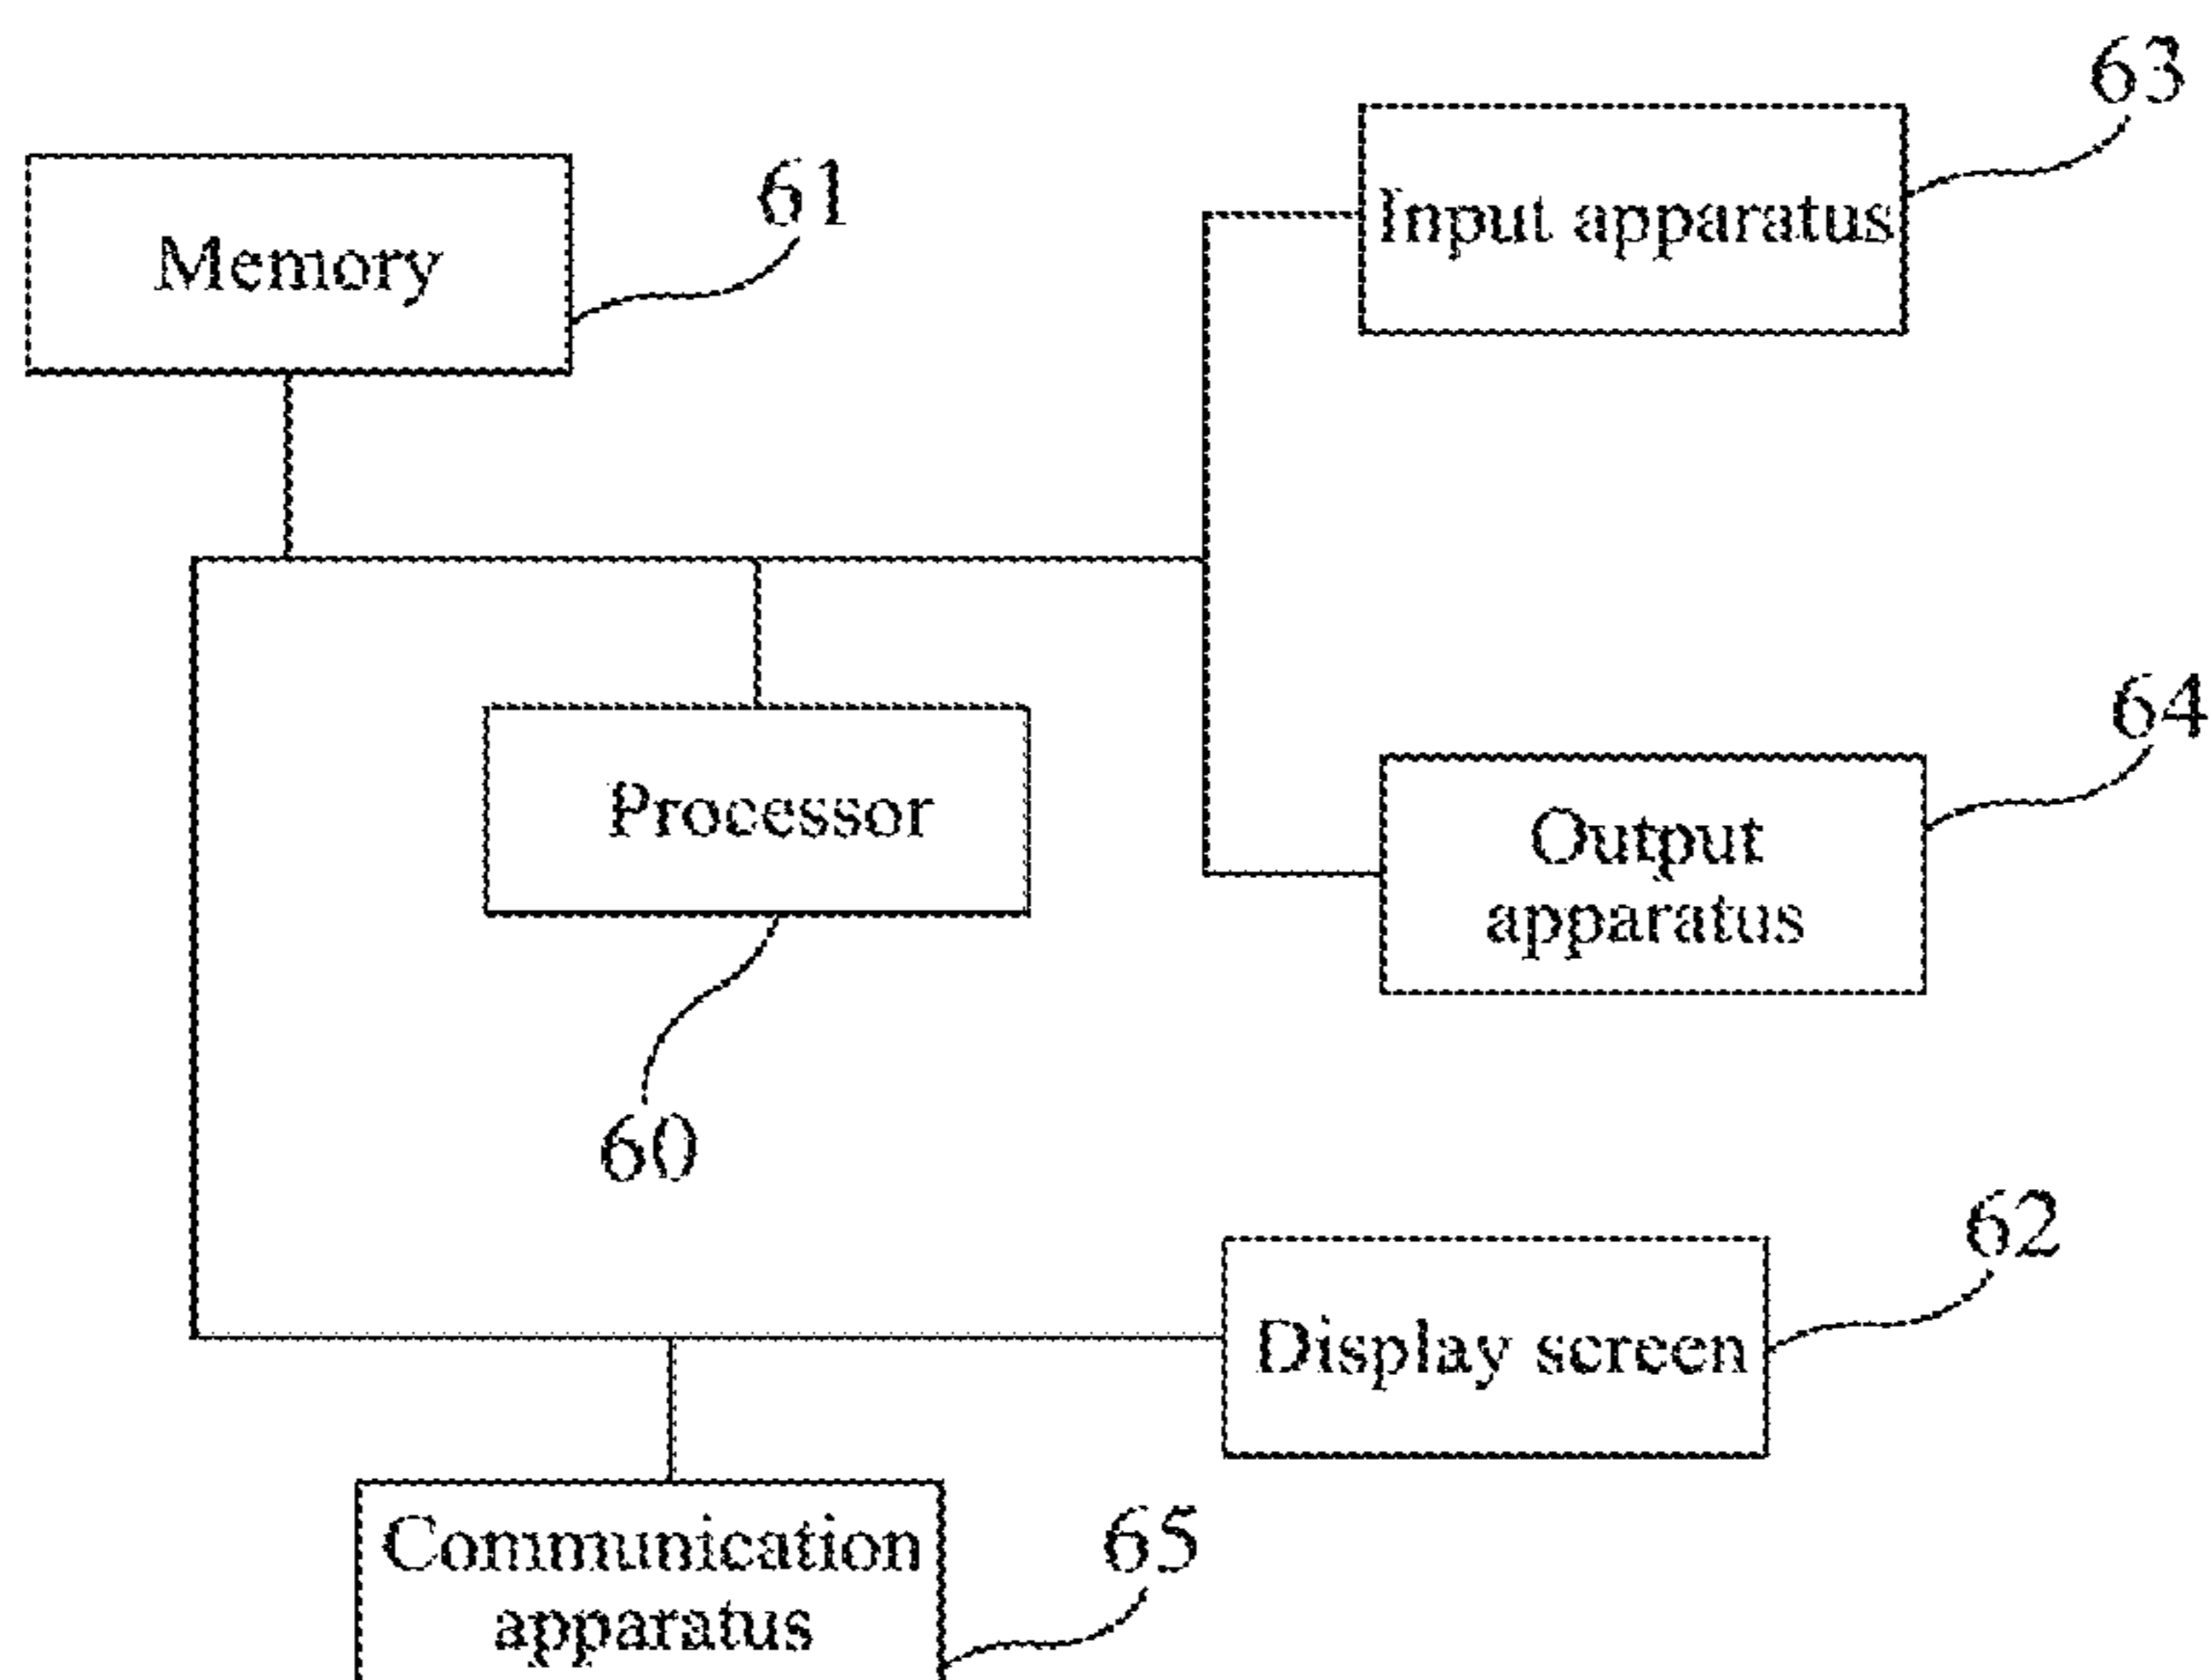 63
Input apparatus
61
Memory
64
Processor
Output
apparatus
60
62
Display screen
65
Communication
apparatus